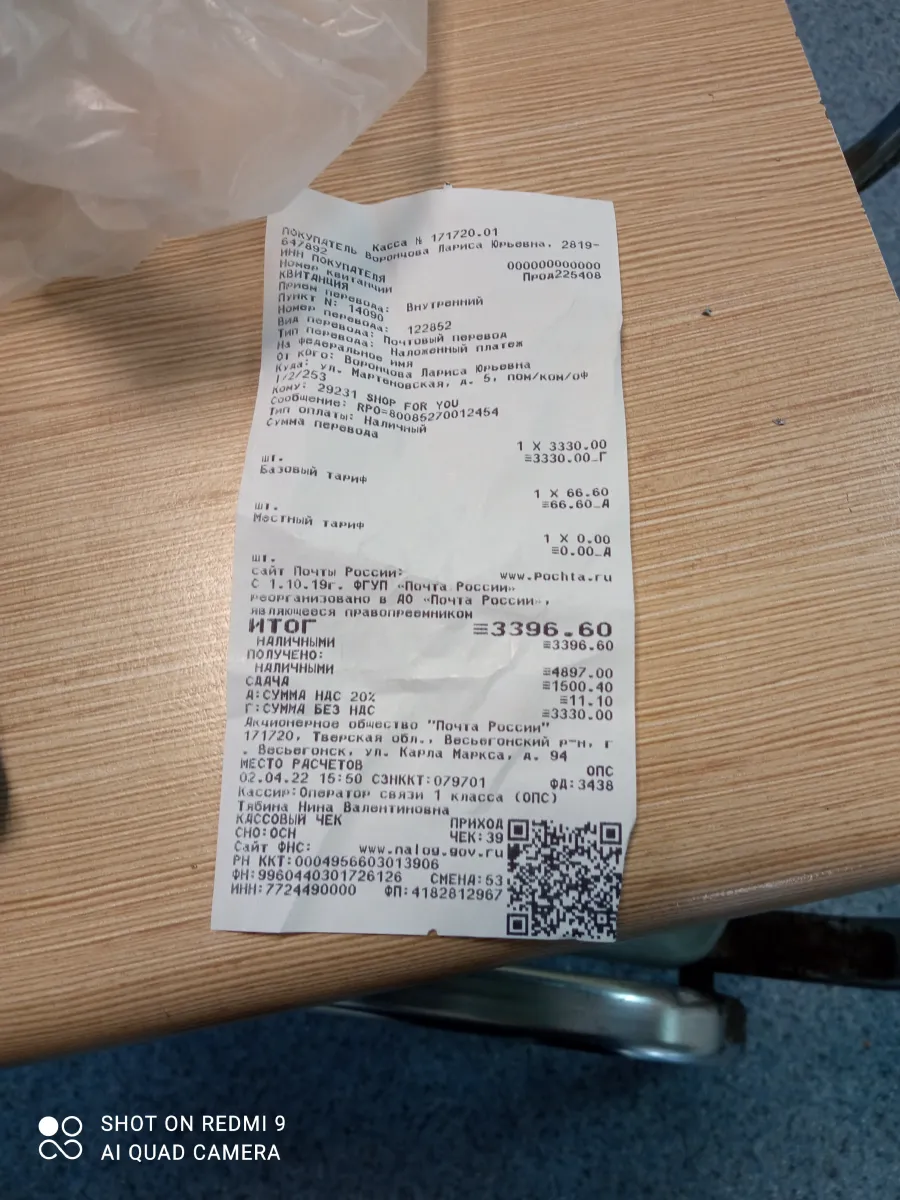 Касса № 171720.01
ПОКУПАТЕЛЬ Воронцова Лариса Юрьевна, 2819-
647892
ИНН ПОКУПАТЕЛЯ 000000000000
Номер квитанции Прод225408
КВИТАНЦИЯ
Прием перевода: Внутренний
Пункт N: 14090
Номер перевода: 122852
Вид перевода: Почтовый перевод
Тип перевода: Наложенный платеж
На федеральное имя
От кого: Воронцова Лариса Юрьевна
Куда: ул. Мартеновская, д. 5, пом/ком/оф
1/2/253
Кому: 29231 SHOP FOR YOU
Сообщение: RPO=80085270012454
Тип оплаты: Наличный
Сумма перевода
1 X 3330.00
шт. ≡3330.00_Г
Базовый тариф
1 X 66.60
шт. ≡66.60_А
Местный тариф
1 X 0.00
шт. ≡0.00_А
сайт Почты России: www.Pochta.ru
С 1.10.19г. ФГУП «Почта России»
реорганизовано в АО «Почта России»,
являющееся правопреемником
ИТОГ ≡3396.60
НАЛИЧНЫМИ ≡3396.60
ПОЛУЧЕНО:
НАЛИЧНЫМИ ≡4897.00
СДАЧА ≡1500.40
А:СУММА НДС 20% ≡11.10
Г:СУММА БЕЗ НДС ≡3330.00
Акционерное общество "Почта России"
171720, Тверская обл., Весьегонский р-н, г
. Весьегонск, ул. Карла Маркса, д. 94
МЕСТО РАСЧЕТОВ ОПС
02.04.22 15:50 СЗНККТ:079701 ФД:3438
Кассир:Оператор связи 1 класса (ОПС)
Тябина Нина Валентиновна
КАССОВЫЙ ЧЕК ПРИХОД
СНО:ОСН ЧЕК:39
Сайт ФНС: www.nalog.gov.ru
РН ККТ:0004956603013906
ФН:9960440301726126 СМЕНА:53
ИНН:7724490000 ФП:4182812967
SHOT ON REDMI 9
AI QUAD CAMERA